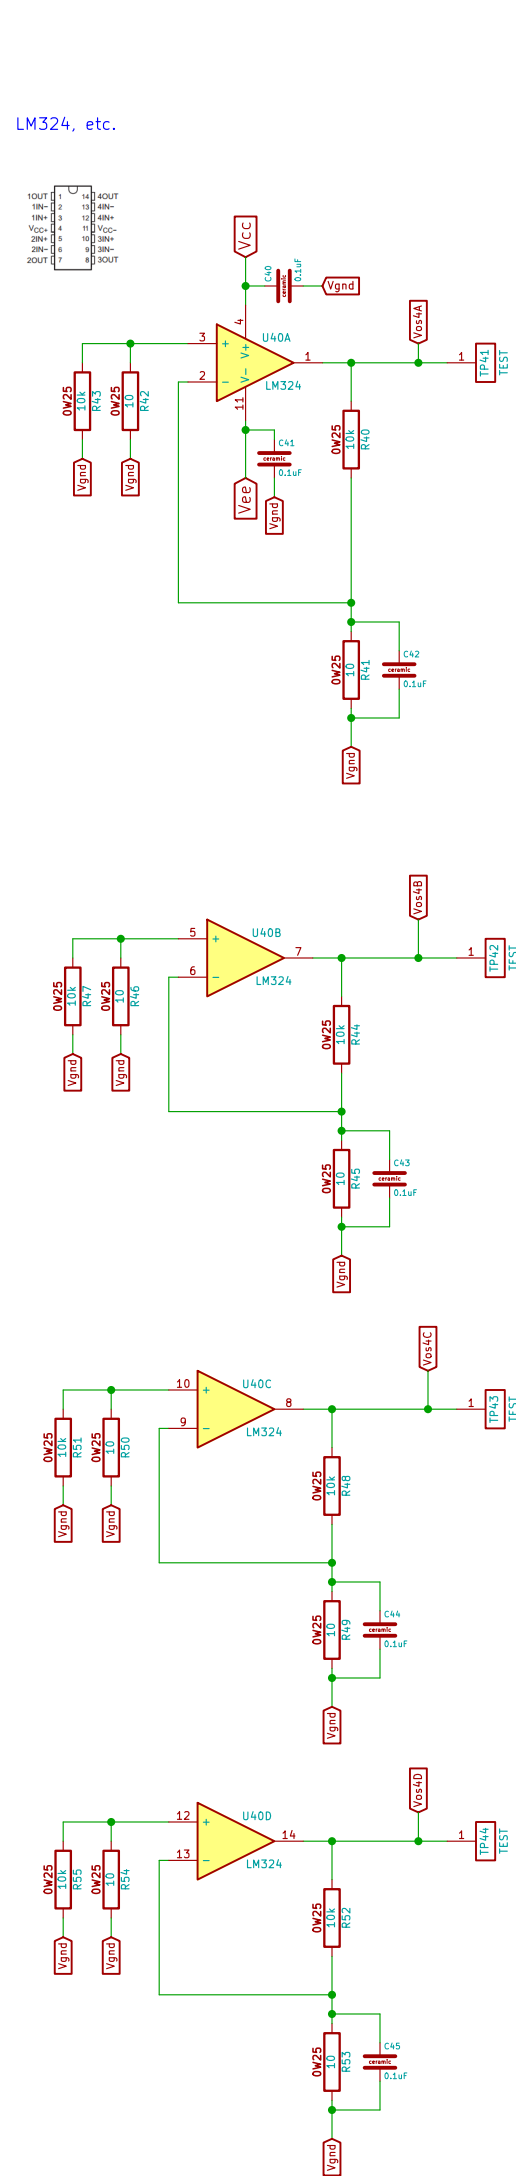 LM324, etc.
1OUT 1 14 4OUT
1IN− 2 13 4IN−
1IN+ 3 12 4IN+
VCC+ 4 11 VCC−
2IN+ 5 10 3IN+
2IN− 6 9 3IN−
2OUT 7 8 3OUT
Vcc
C40
ceramic
0.1uF
Vgnd
Vos4A
4
U40A
3
+
V+
1
1
TP41
TEST
2
−
V−
LM324
11
0W25
10k
R43
0W25
10
R42
0W25
10k
R40
C41
ceramic
0.1uF
Vgnd
Vgnd
Vee
Vgnd
0W25
10
R41
C42
ceramic
0.1uF
Vgnd
Vos4B
U40B
5
+
7
1
TP42
TEST
6
−
LM324
0W25
10k
R47
0W25
10
R46
0W25
10k
R44
Vgnd
Vgnd
0W25
10
R45
C43
ceramic
0.1uF
Vgnd
Vos4C
U40C
10
+
8
1
TP43
TEST
9
−
LM324
0W25
10k
R51
0W25
10
R50
0W25
10k
R48
Vgnd
Vgnd
0W25
10
R49
C44
ceramic
0.1uF
Vgnd
Vos4D
U40D
12
+
14
1
TP44
TEST
13
−
LM324
0W25
10k
R55
0W25
10
R54
0W25
10k
R52
Vgnd
Vgnd
0W25
10
R53
C45
ceramic
0.1uF
Vgnd